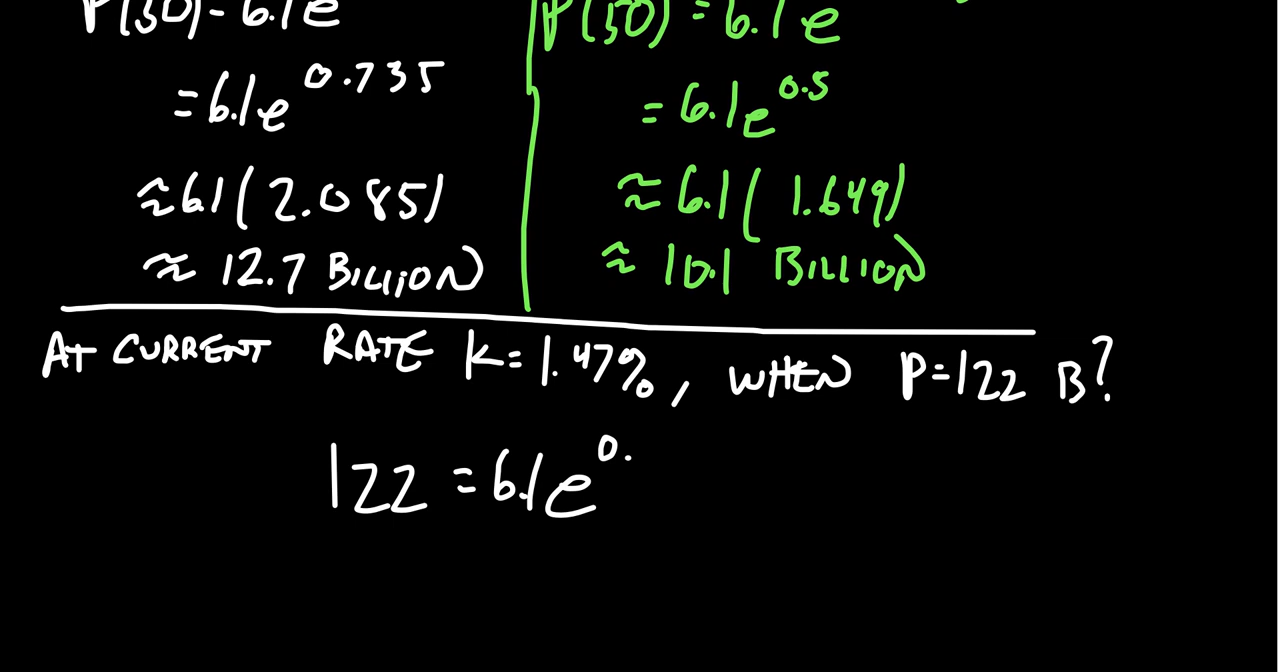 P(50) = 6.1e
= 6.1e^0.735
≈ 6.1(2.085)
≈ 12.7 BILLION
P(50) = 6.1e
= 6.1e^0.5
≈ 6.1(1.649)
≈ 10.1 BILLION
AT CURRENT RATE k=1.47%, WHEN P=122 B?
122 = 6.1e^0.